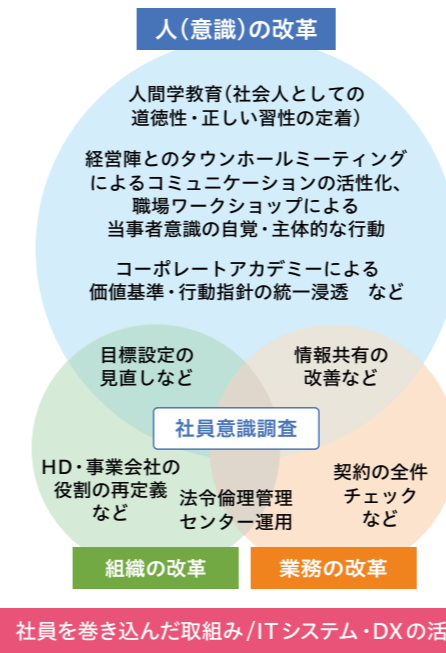 人(意識)の改革
人間学教育(社会人としての
道徳性・正しい習性の定着)
経営陣とのタウンホールミーティング
によるコミュニケーションの活性化、
職場ワークショップによる
当事者意識の自覚・主体的な行動
コーポレートアカデミーによる
価値基準・行動指針の統一浸透 など
目標設定の
見直しなど
情報共有の
改善など
社員意識調査
HD・事業会社の
役割の再定義
など
法令倫理管理
センター運用
契約の全件
チェック
など
組織の改革
業務の改革
社員を巻き込んだ取組み/ITシステム・DXの活